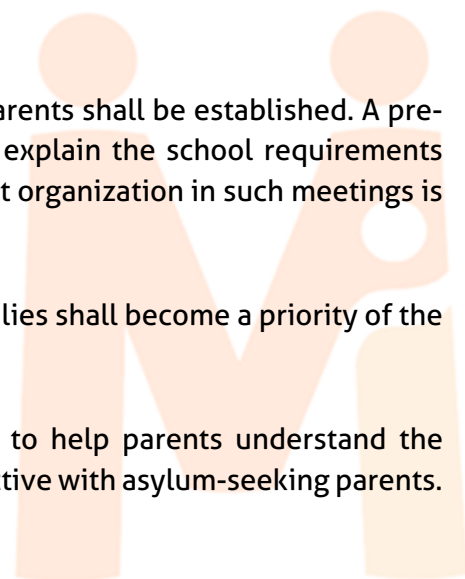 arents shall be established. A pre-
explain the school requirements
t organization in such meetings is
lies shall become a priority of the
to help parents understand the
tive with asylum-seeking parents.